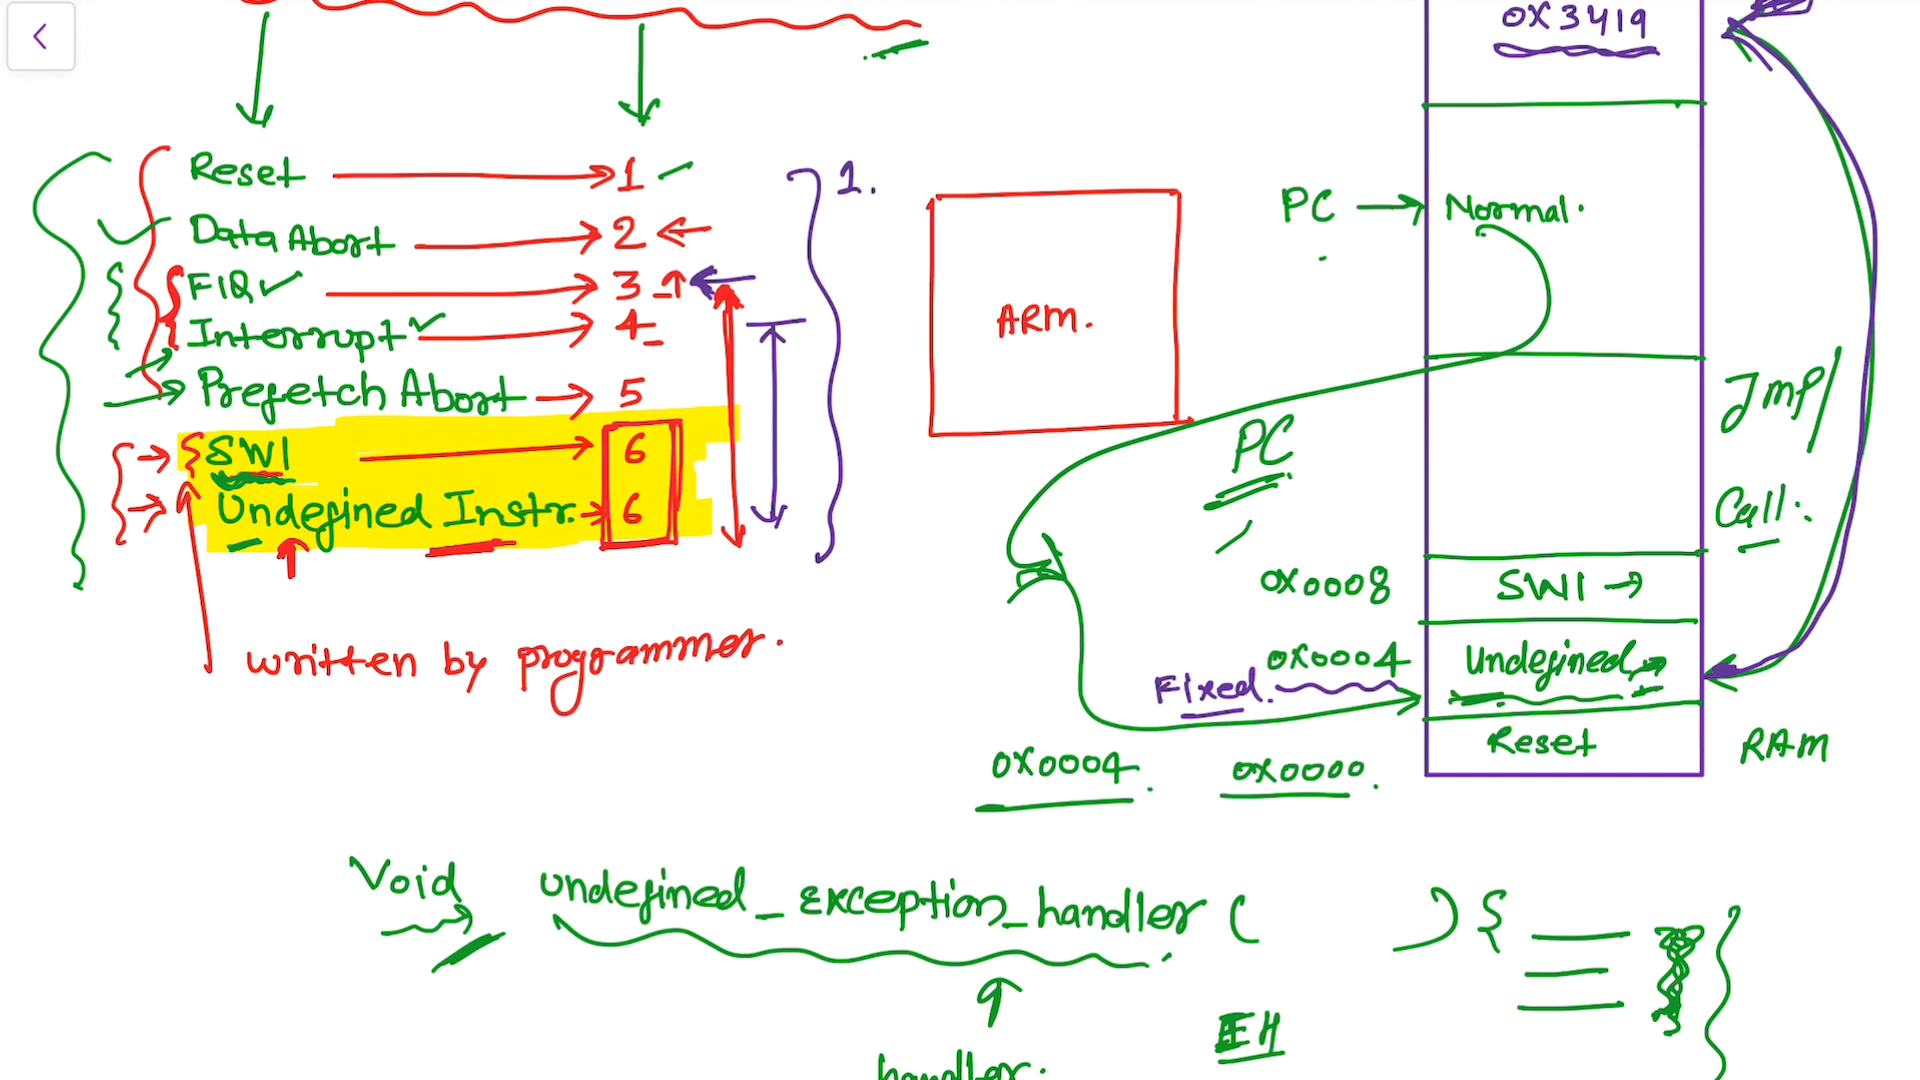 0x3419
Reset 1
1.
Data Abort 2
PC Normal.
FIQ 3
Interrupt 4
ARM.
Prefetch Abort 5
Jmp/
PC
SWI 6
Call:
Undefined Instr. 6
0x0008 SWI
written by programmer.
0x0004 Undefined
Fixed.
Reset
RAM
0x0004. 0x0000.
Void undefined_exception_handler ( ) {
EH
handler.